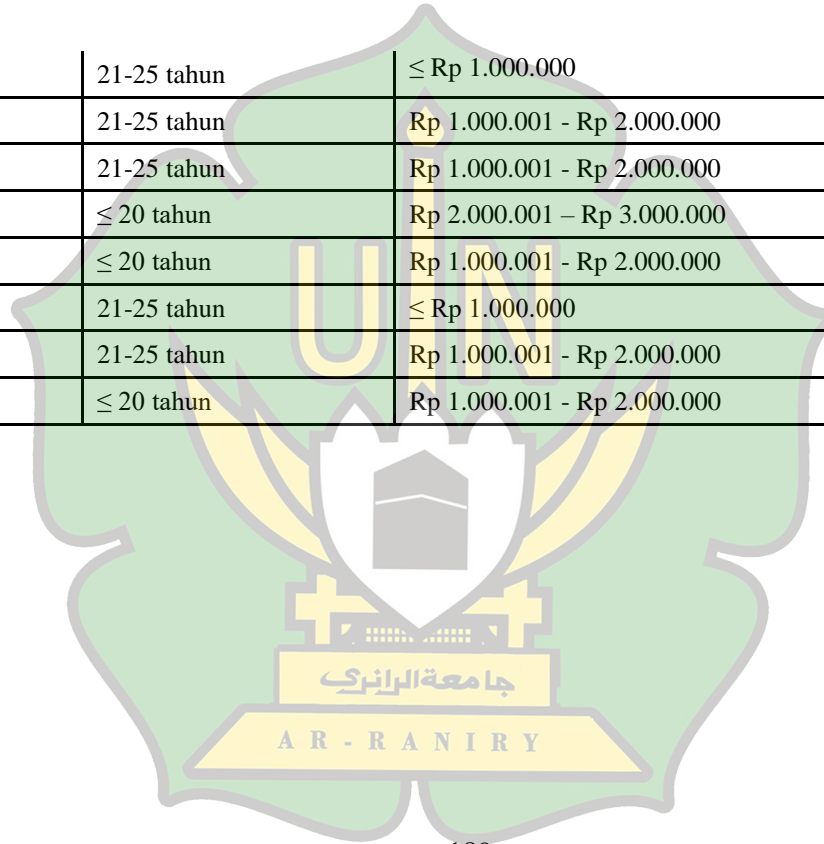 21-25 tahun ≤ Rp 1.000.000
21-25 tahun Rp 1.000.001 - Rp 2.000.000
21-25 tahun Rp 1.000.001 - Rp 2.000.000
≤ 20 tahun Rp 2.000.001 – Rp 3.000.000
≤ 20 tahun Rp 1.000.001 - Rp 2.000.000
21-25 tahun ≤ Rp 1.000.000
21-25 tahun Rp 1.000.001 - Rp 2.000.000
≤ 20 tahun Rp 1.000.001 - Rp 2.000.000
UIN
جامعةالرانري
AR-RANIRY